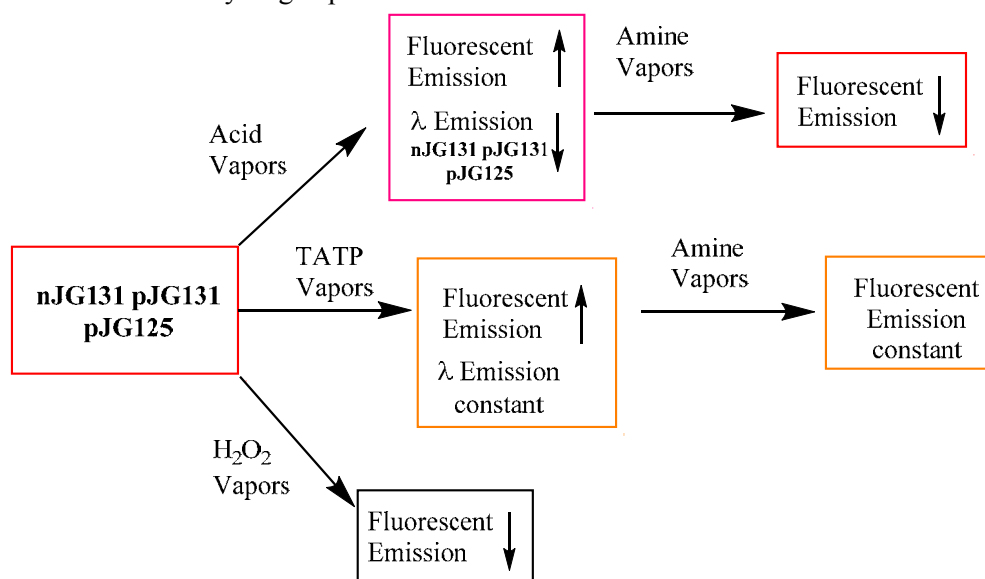 Fluorescent
Emission
λ Emission
nJG131 pJG131
pJG125
Amine
Vapors
Fluorescent
Emission
Acid
Vapors
nJG131 pJG131
pJG125
TATP
Vapors
Fluorescent
Emission
λ Emission
constant
Amine
Vapors
Fluorescent
Emission
constant
H₂O₂
Vapors
Fluorescent
Emission